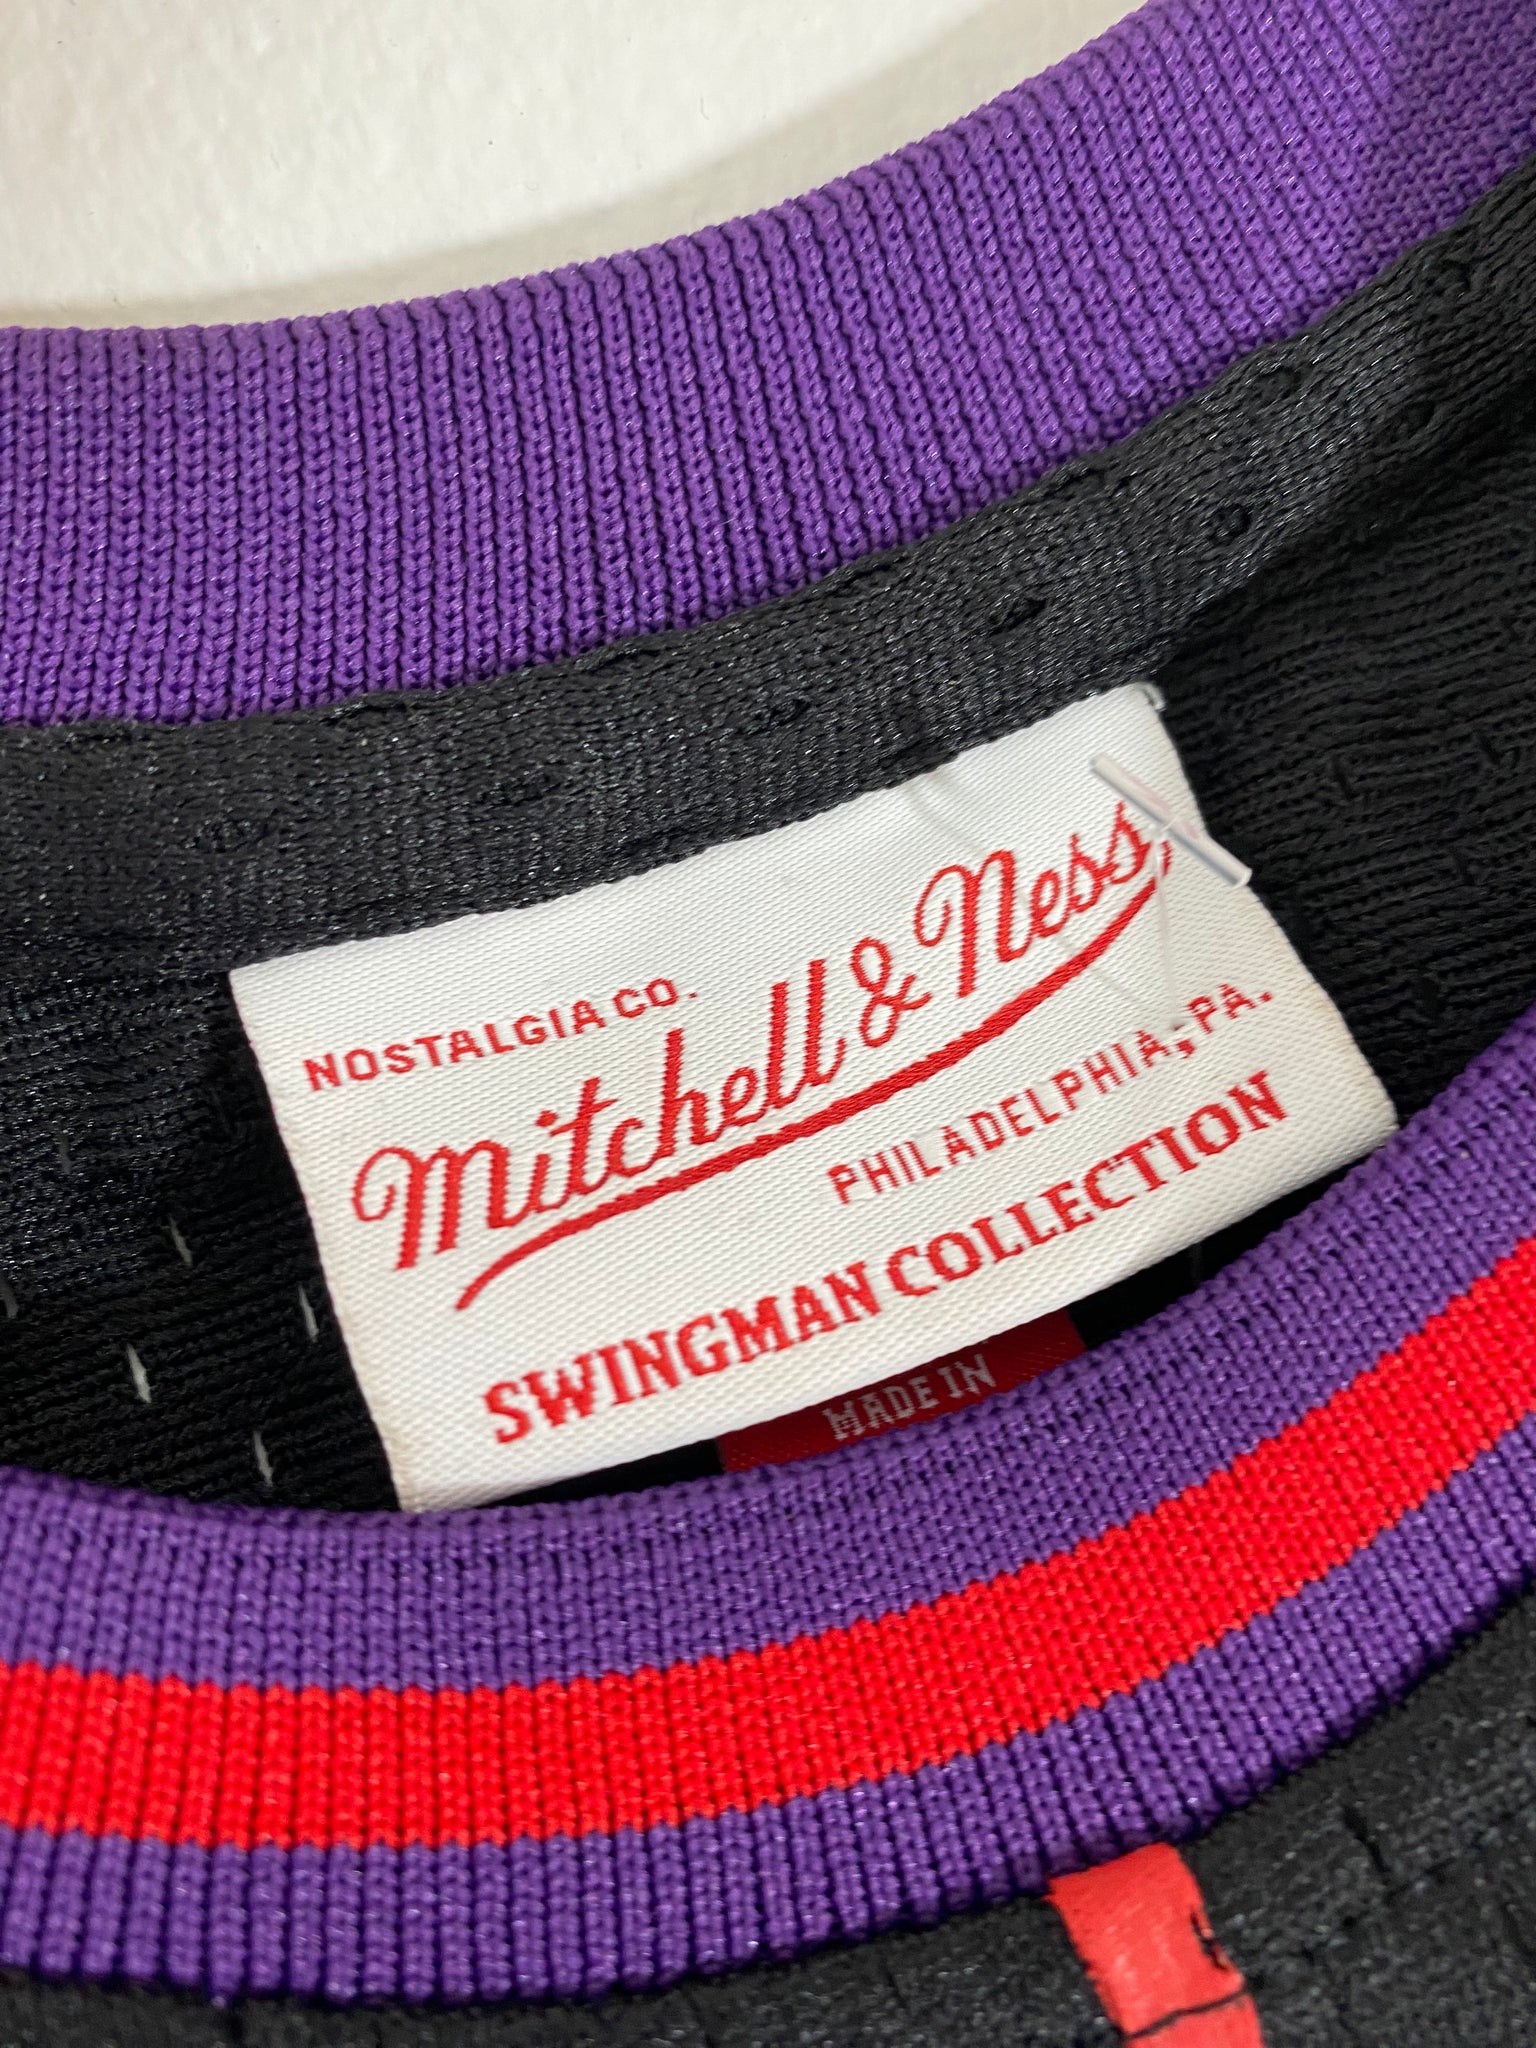 NOSTALGIA CO.
Mitchell & Ness
PHILADELPHIA, PA.
SWINGMAN COLLECTION
MADE IN